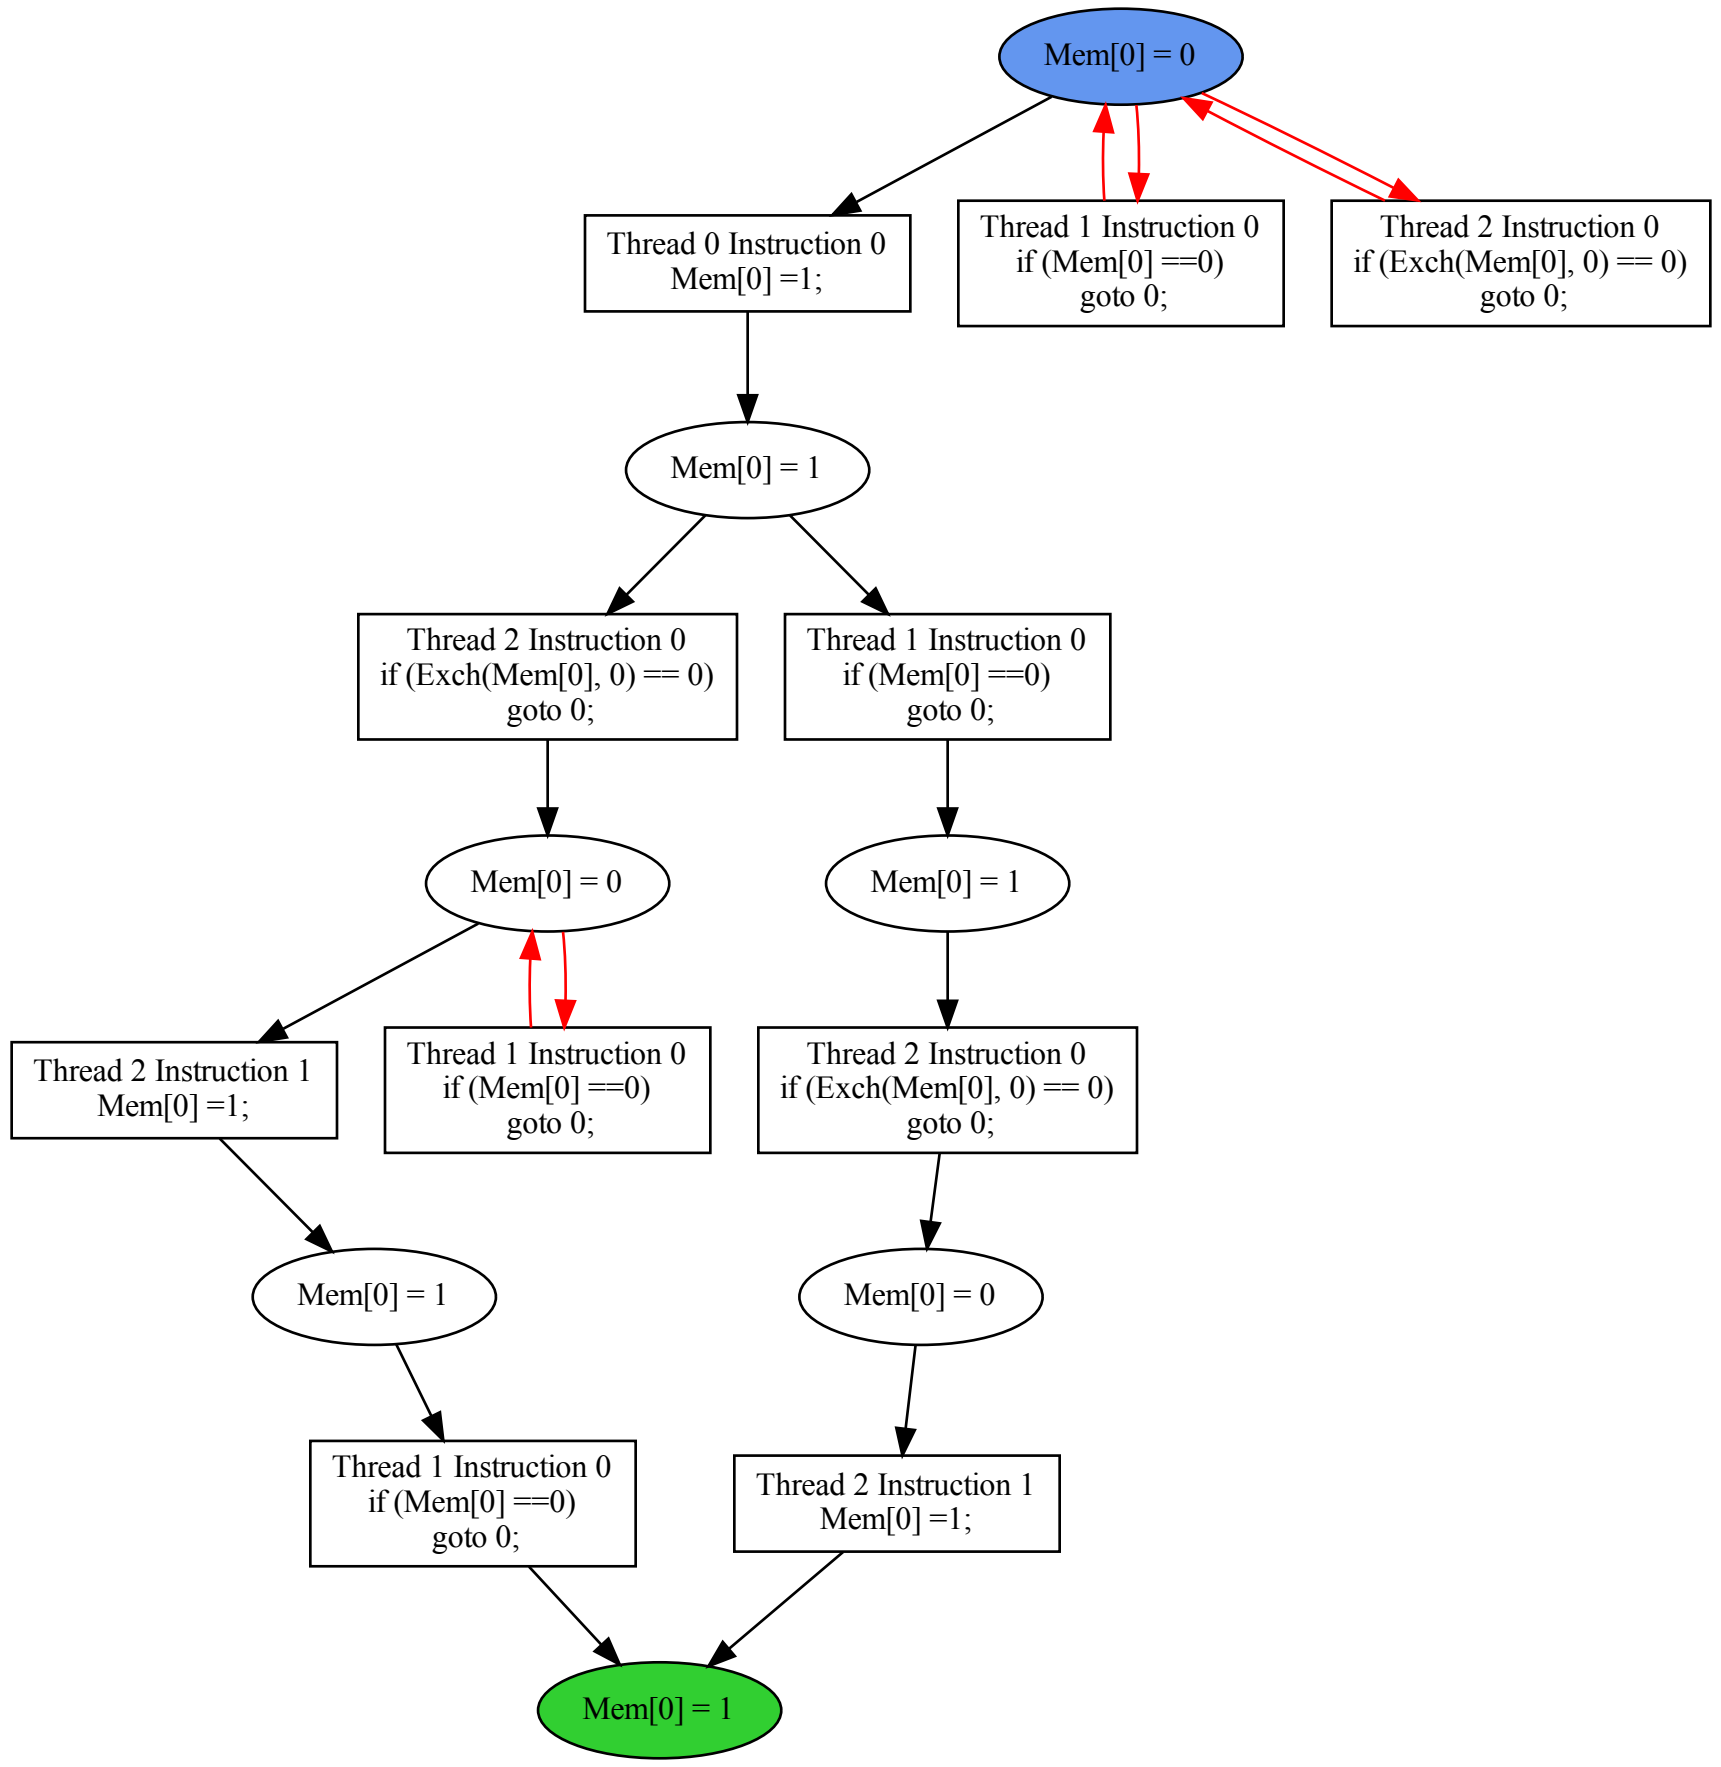 Mem[0] = 0
Thread 0 Instruction 0
Mem[0] =1;
Thread 1 Instruction 0
if (Mem[0] ==0)
goto 0;
Thread 2 Instruction 0
if (Exch(Mem[0], 0) == 0)
goto 0;
Mem[0] = 1
Thread 2 Instruction 0
if (Exch(Mem[0], 0) == 0)
goto 0;
Thread 1 Instruction 0
if (Mem[0] ==0)
goto 0;
Mem[0] = 0
Mem[0] = 1
Thread 2 Instruction 1
Mem[0] =1;
Thread 1 Instruction 0
if (Mem[0] ==0)
goto 0;
Thread 2 Instruction 0
if (Exch(Mem[0], 0) == 0)
goto 0;
Mem[0] = 1
Mem[0] = 0
Thread 1 Instruction 0
if (Mem[0] ==0)
goto 0;
Thread 2 Instruction 1
Mem[0] =1;
Mem[0] = 1